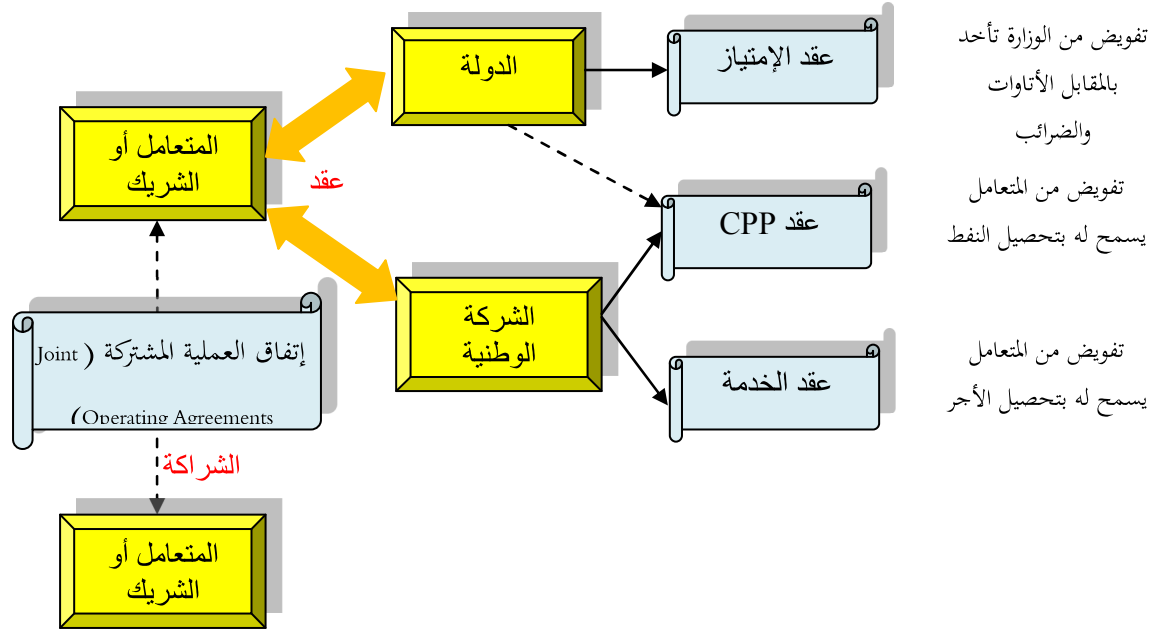 الدولة
عقد الإمتياز
تفويض من الوزارة تأخد
بالمقابل الأتاوات
والضرائب
المتعامل أو
الشريك
عقد
عقد CPP
تفويض من المتعامل
يسمح له بتحصيل النفط
الشركة
الوطنية
إتفاق العملية المشتركة ( Joint
Operating Agreements)
عقد الخدمة
تفويض من المتعامل
يسمح له بتحصيل الأجر
الشراكة
المتعامل أو
الشريك